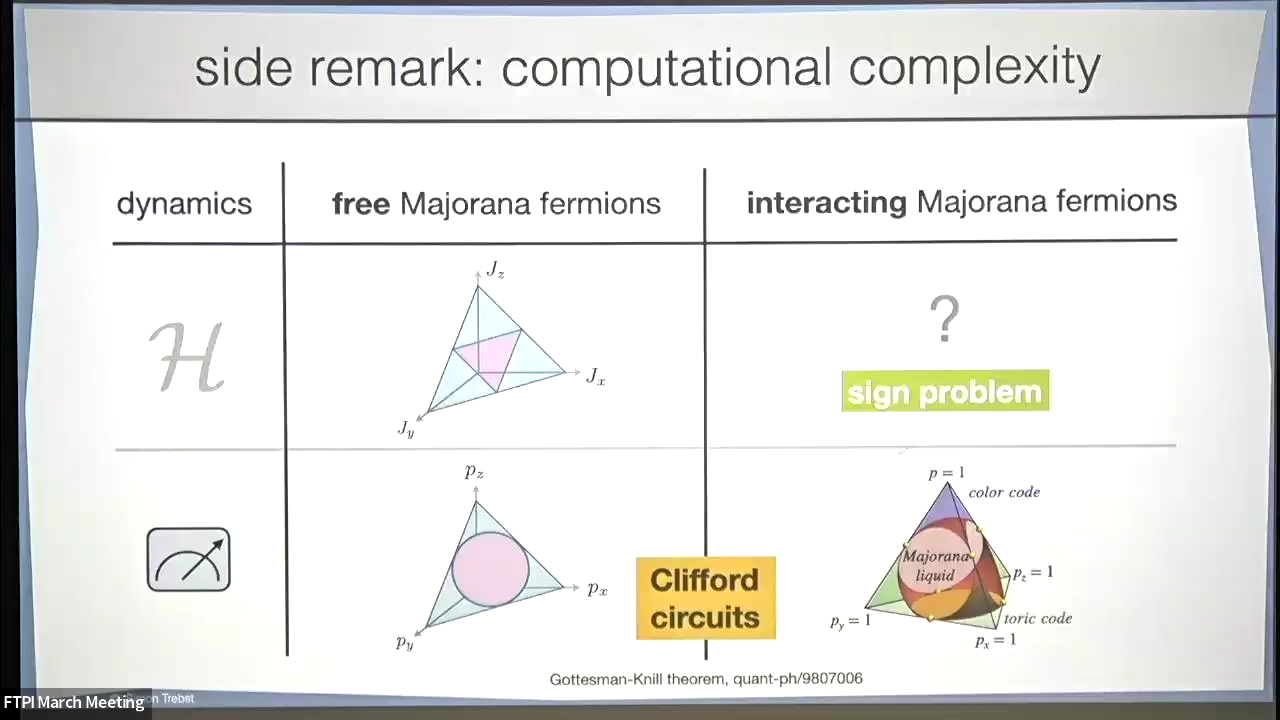 side remark: computational complexity
dynamics
free Majorana fermions
interacting Majorana fermions
H
J_z
J_x
J_y
?
sign problem
p_z
p_x
p_y
Clifford
circuits
p = 1
color code
Majorana
liquid
p_z = 1
p_y = 1
toric code
p_x = 1
Gottesman-Knill theorem, quant-ph/9807006
Trebst
FTPI March Meeting